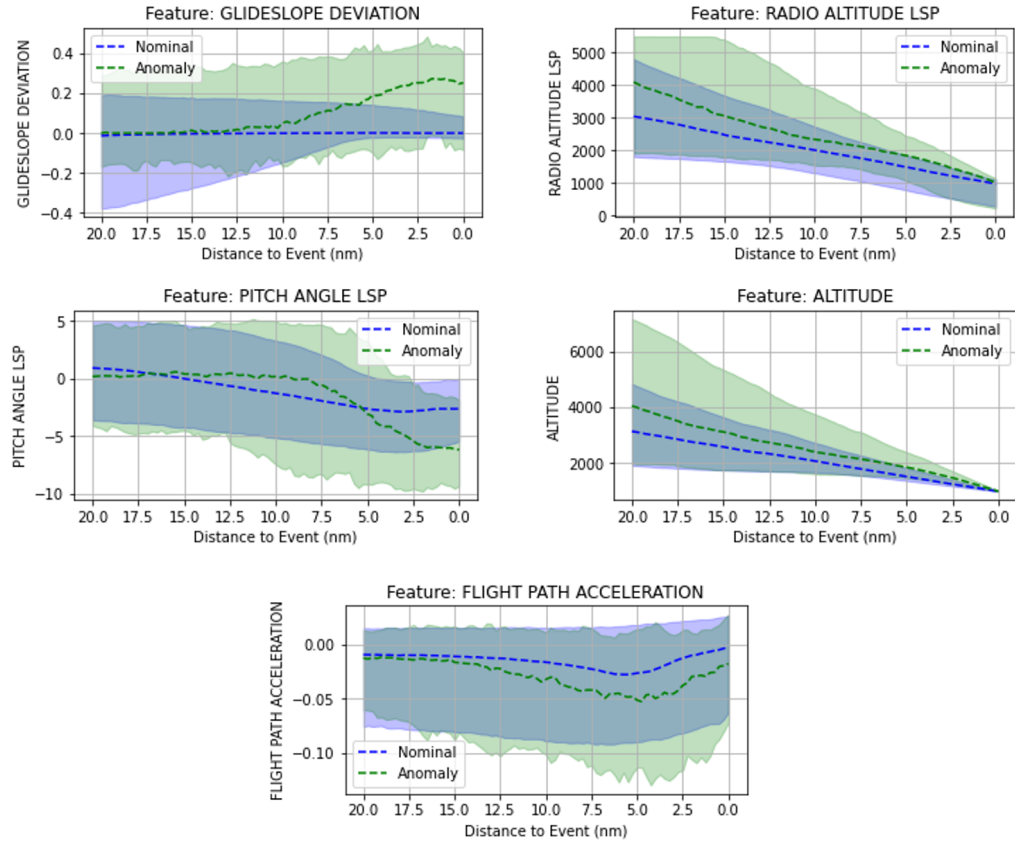 Feature: GLIDESLOPE DEVIATION
GLIDESLOPE DEVIATION
0.4
0.2
0.0
−0.2
−0.4
Nominal
Anomaly
20.0 17.5 15.0 12.5 10.0 7.5 5.0 2.5 0.0
Distance to Event (nm)
Feature: RADIO ALTITUDE LSP
RADIO ALTITUDE LSP
5000
4000
3000
2000
1000
0
Nominal
Anomaly
20.0 17.5 15.0 12.5 10.0 7.5 5.0 2.5 0.0
Distance to Event (nm)
Feature: PITCH ANGLE LSP
PITCH ANGLE LSP
5
0
−5
−10
Nominal
Anomaly
20.0 17.5 15.0 12.5 10.0 7.5 5.0 2.5 0.0
Distance to Event (nm)
Feature: ALTITUDE
ALTITUDE
6000
4000
2000
Nominal
Anomaly
20.0 17.5 15.0 12.5 10.0 7.5 5.0 2.5 0.0
Distance to Event (nm)
Feature: FLIGHT PATH ACCELERATION
FLIGHT PATH ACCELERATION
0.00
−0.05
−0.10
Nominal
Anomaly
20.0 17.5 15.0 12.5 10.0 7.5 5.0 2.5 0.0
Distance to Event (nm)